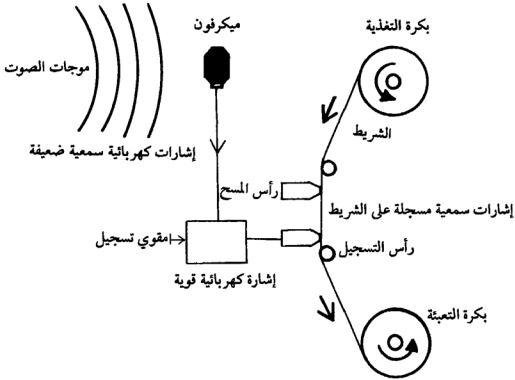 ميكرفون
بكرة التغذية
موجات الصوت
الشريط
إشارات كهربائية سمعية ضعيفة
رأس المسح
إشارات سمعية مسجلة على الشريط
مقوي تسجيل
رأس التسجيل
إشارة كهربائية قوية
بكرة التعبئة